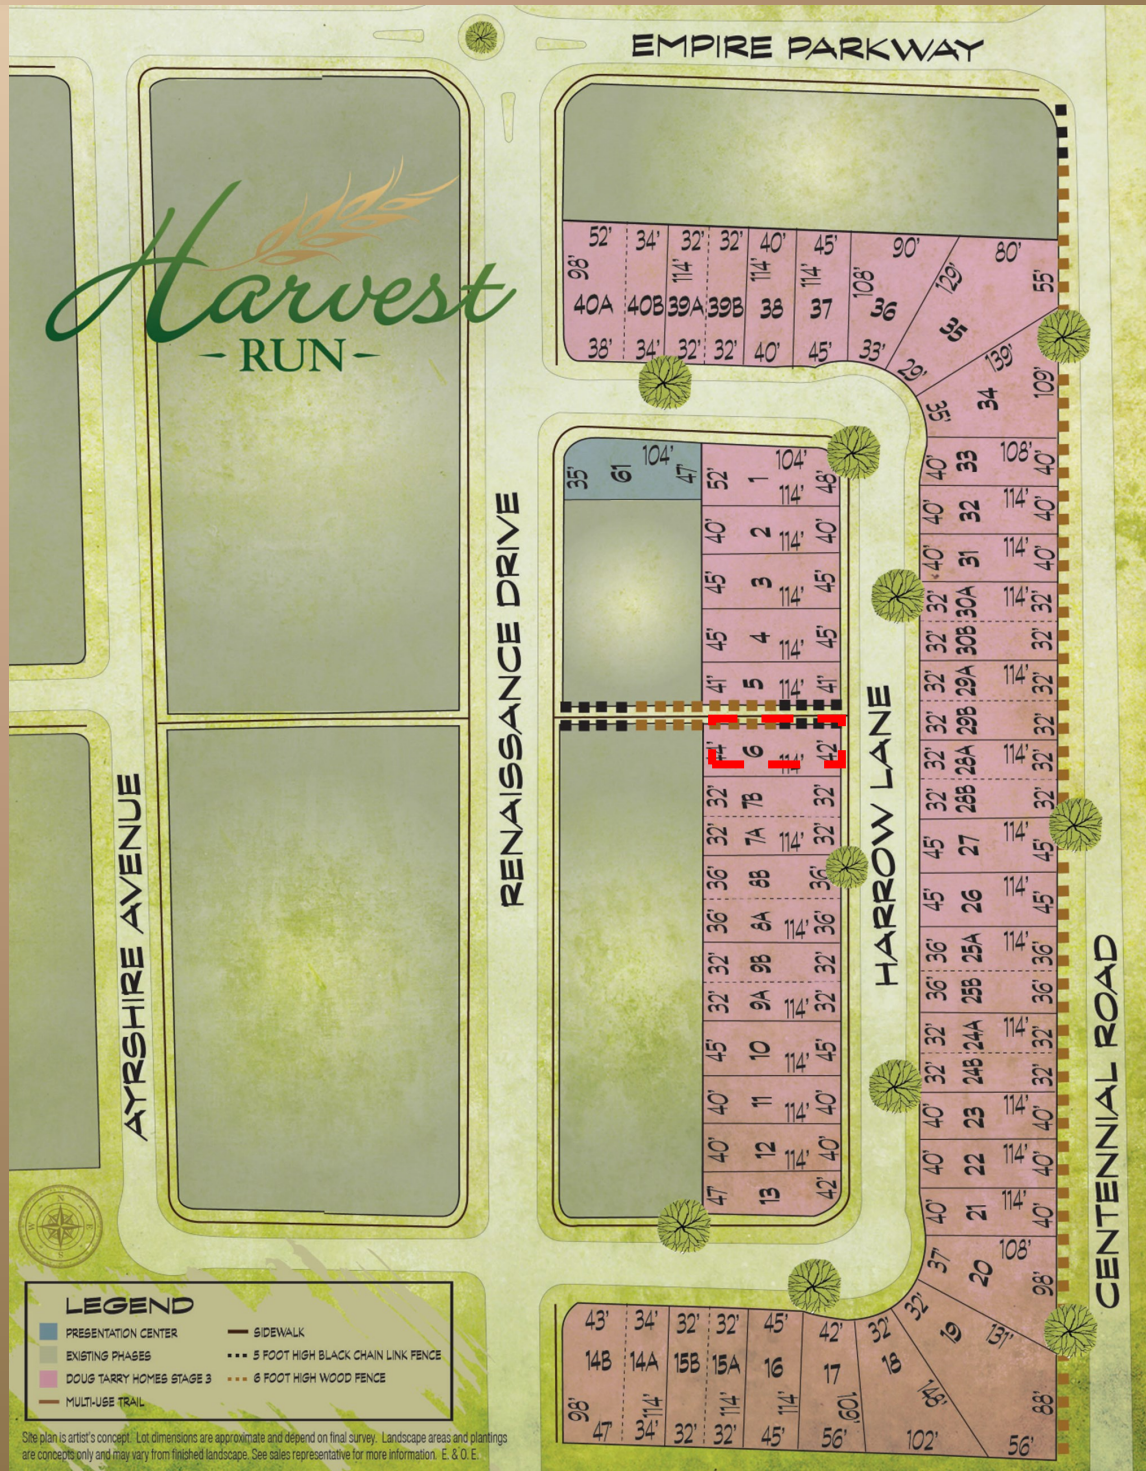 EMPIRE PARKWAY
Harvest
- RUN -
52' 34' 32' 32' 40' 45' 90' 80'
98' 114' 114' 114' 108' 129' 55'
40A 40B 39A 39B 38 37 36 35
38' 34' 32' 32' 40' 45' 33' 29' 139'
55' 34 109'
35' 61 104' 47'
52' 1 104' 114' 48'
40' 2 114' 40'
45' 3 114' 45'
45' 4 114' 45'
41' 5 114' 41'
6 114' 42'
32' 7B 32'
32' 7A 114' 32'
36' 8B 36'
36' 8A 114' 36'
32' 9B 32'
32' 9A 114' 32'
45' 10 114' 45'
40' 11 114' 40'
40' 12 114' 40'
47' 13 42'
40' 33 108' 40'
40' 32 114' 40'
40' 31 114' 40'
32' 30A 114' 32'
32' 30B 32'
32' 29A 114' 32'
32' 29B 32'
32' 28A 114' 32'
32' 28B 32'
45' 27 114' 45'
45' 26 114' 45'
36' 25A 114' 36'
36' 25B 36'
32' 24A 114' 32'
32' 24B 32'
40' 23 114' 40'
40' 22 114' 40'
40' 21 114' 40'
37' 20 108' 98'
32' 19 131'
43' 34' 32' 32' 45' 42' 32'
14B 14A 15B 15A 16 17 18
98' 114' 114' 114' 109' 148' 88'
47' 34' 32' 32' 45' 56' 102' 56'
AYRSHIRE AVENUE
RENAISSANCE DRIVE
HARROW LANE
CENTENNIAL ROAD
N
E
S
W
LEGEND
PRESENTATION CENTER
EXISTING PHASES
DOUG TARRY HOMES STAGE 3
MULTI-USE TRAIL
SIDEWALK
5 FOOT HIGH BLACK CHAIN LINK FENCE
6 FOOT HIGH WOOD FENCE
Site plan is artist's concept. Lot dimensions are approximate and depend on final survey. Landscape areas and plantings
are concepts only and may vary from finished landscape. See sales representative for more information. E. & O. E.